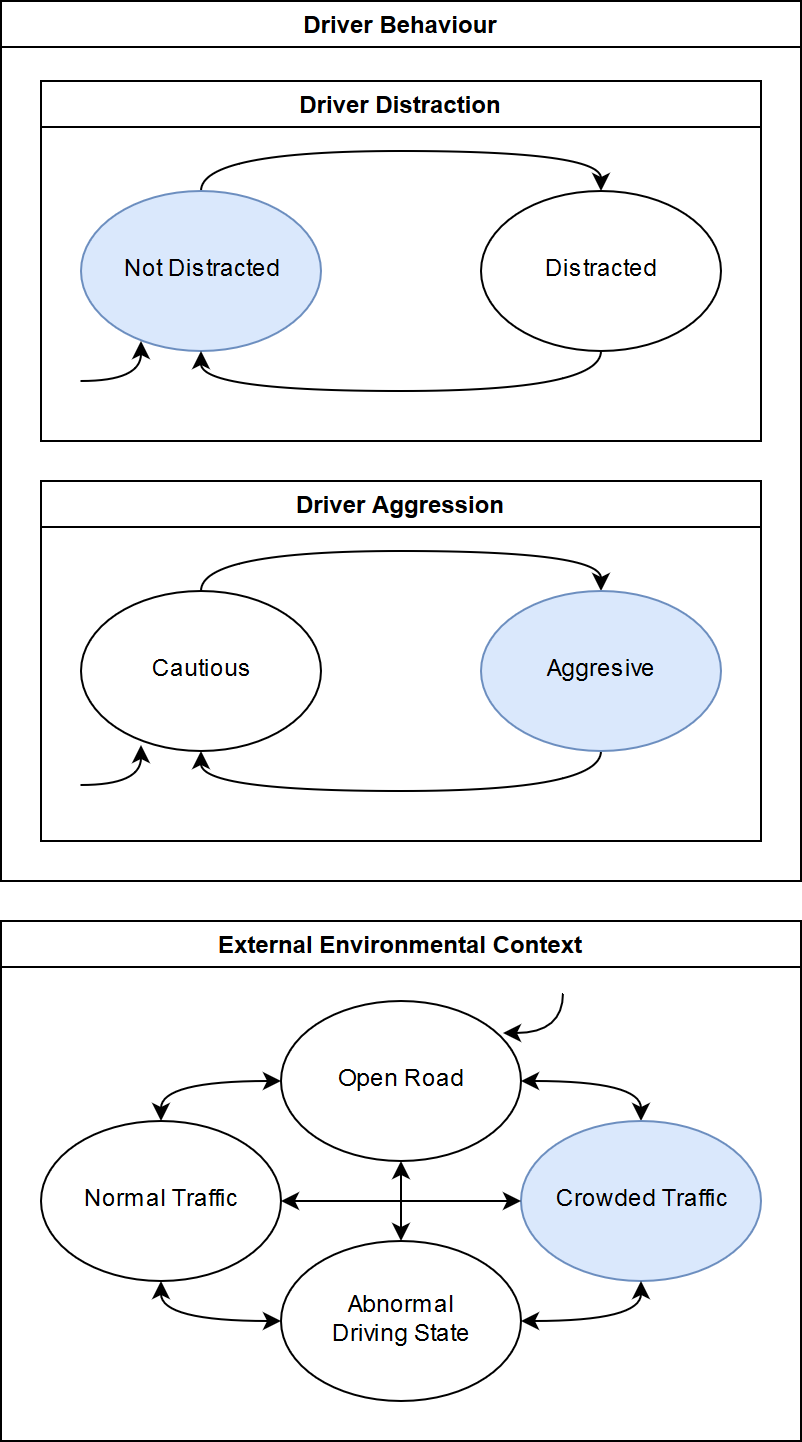 Driver Behaviour
Driver Distraction
Not Distracted
Distracted
Driver Aggression
Cautious
Aggresive
External Environmental Context
Open Road
Normal Traffic
Crowded Traffic
Abnormal
Driving State